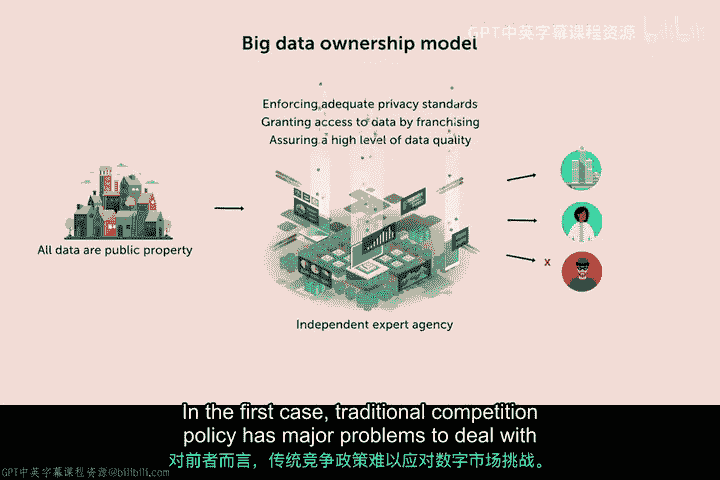 GPT中英字幕课程资源
Big data ownership model
Enforcing adequate privacy standards
Granting access to data by franchising
Assuring a high level of data quality
All data are public property
x
Independent expert agency
In the first case, traditional competition
policy has major problems to deal with
对前者而言，传统竞争政策难以应对数字市场挑战。
GPT中英字幕课程资源@bilibili.com